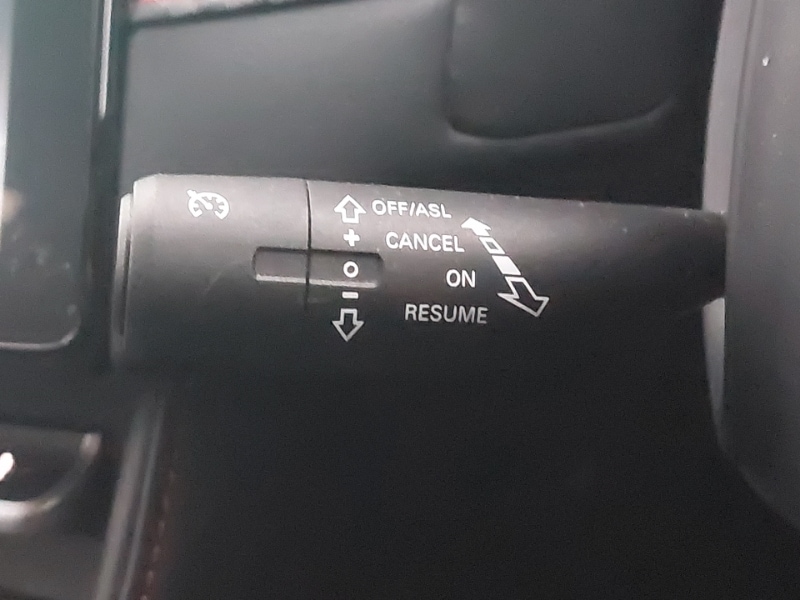 OFF/ASL
+ CANCEL
O ON
−
RESUME